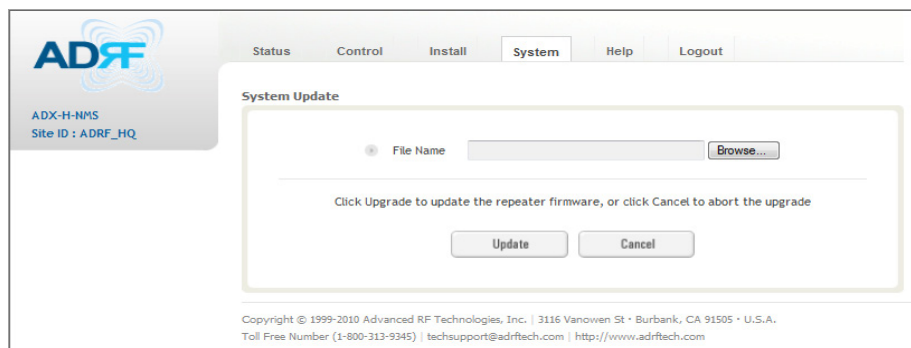 ADRF
Status Control Install System Help Logout
ADX-H-NMS
Site ID : ADRF_HQ
System Update
File Name Browse...
Click Upgrade to update the repeater firmware, or click Cancel to abort the upgrade
Update Cancel
Copyright © 1999-2010 Advanced RF Technologies, Inc. | 3116 Vanowen St · Burbank, CA 91505 · U.S.A.
Toll Free Number (1-800-313-9345) | techsupport@adrftech.com | http://www.adrftech.com